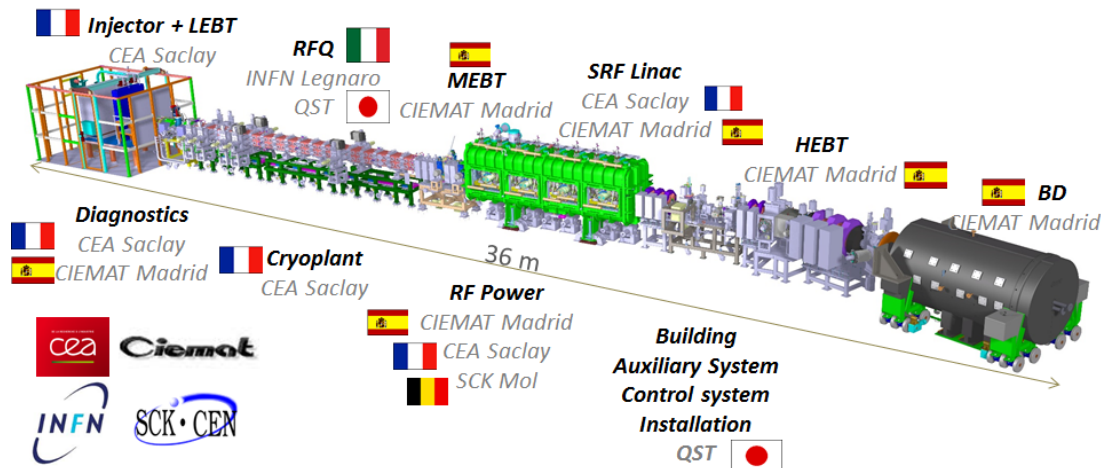 Injector + LEBT
CEA Saclay
RFQ
INFN Legnaro
QST
MEBT
CIEMAT Madrid
SRF Linac
CEA Saclay
CIEMAT Madrid
HEBT
CIEMAT Madrid
BD
CIEMAT Madrid
Diagnostics
CEA Saclay
CIEMAT Madrid
Cryoplant
CEA Saclay
36 m
RF Power
CIEMAT Madrid
CEA Saclay
SCK Mol
Building
Auxiliary System
Control system
Installation
QST
cea
Ciemat
INFN
SCK•CEN